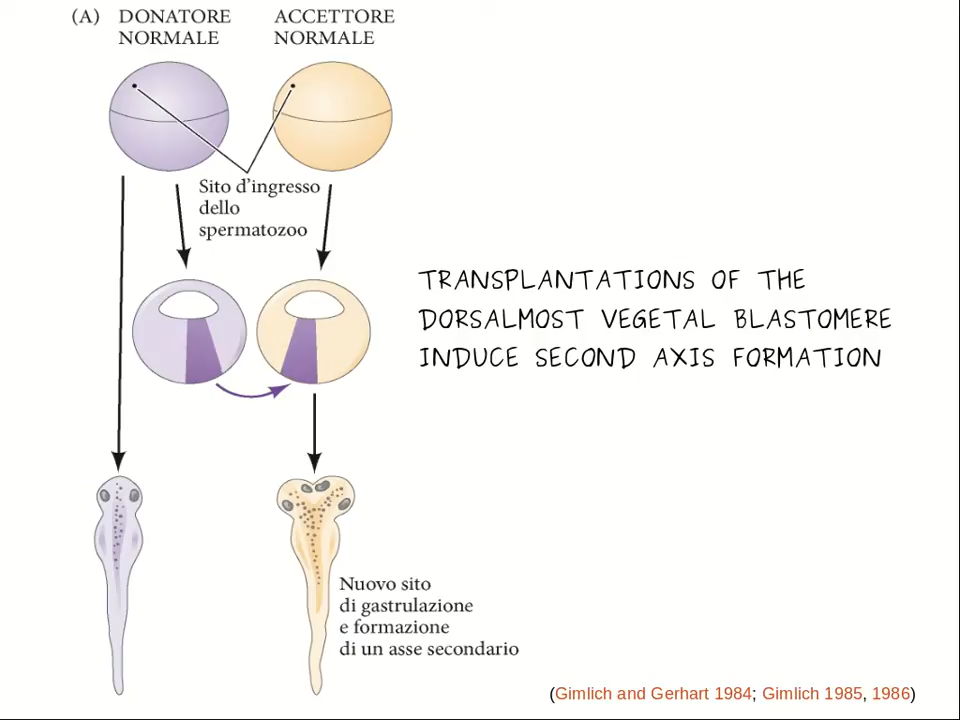 (A) DONATORE NORMALE
ACCETTORE NORMALE
Sito d'ingresso
dello
spermatozoo
TRANSPLANTATIONS OF THE
DORSALMOST VEGETAL BLASTOMERE
INDUCE SECOND AXIS FORMATION
Nuovo sito
di gastrulazione
e formazione
di un asse secondario
(Gimlich and Gerhart 1984; Gimlich 1985, 1986)